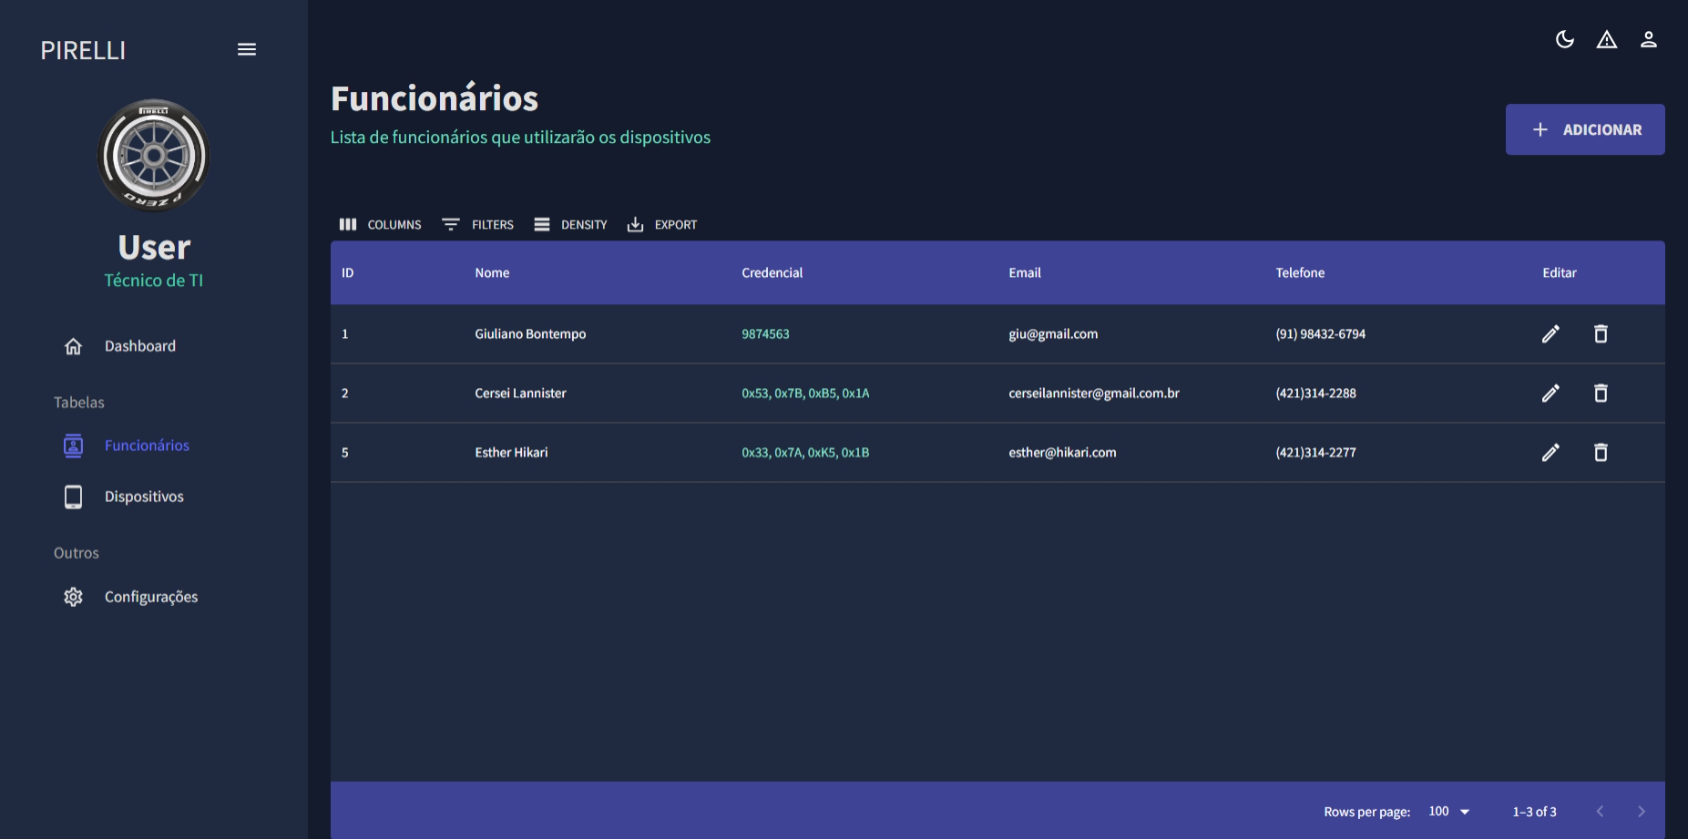 PIRELLI
PIRELLI
P ZERO
User
Técnico de TI
Dashboard
Tabelas
Funcionários
Dispositivos
Outros
Configurações
Funcionários
Lista de funcionários que utilizarão os dispositivos
ADICIONAR
COLUMNS FILTERS DENSITY EXPORT
ID Nome Credencial Email Telefone Editar
1 Giuliano Bontempo 9874563 giu@gmail.com (91) 98432-6794
2 Cersei Lannister 0x53, 0x7B, 0xB5, 0x1A cerseilannister@gmail.com.br (421)314-2288
5 Esther Hikari 0x33, 0x7A, 0xK5, 0x1B esther@hikari.com (421)314-2277
Rows per page: 100 1–3 of 3